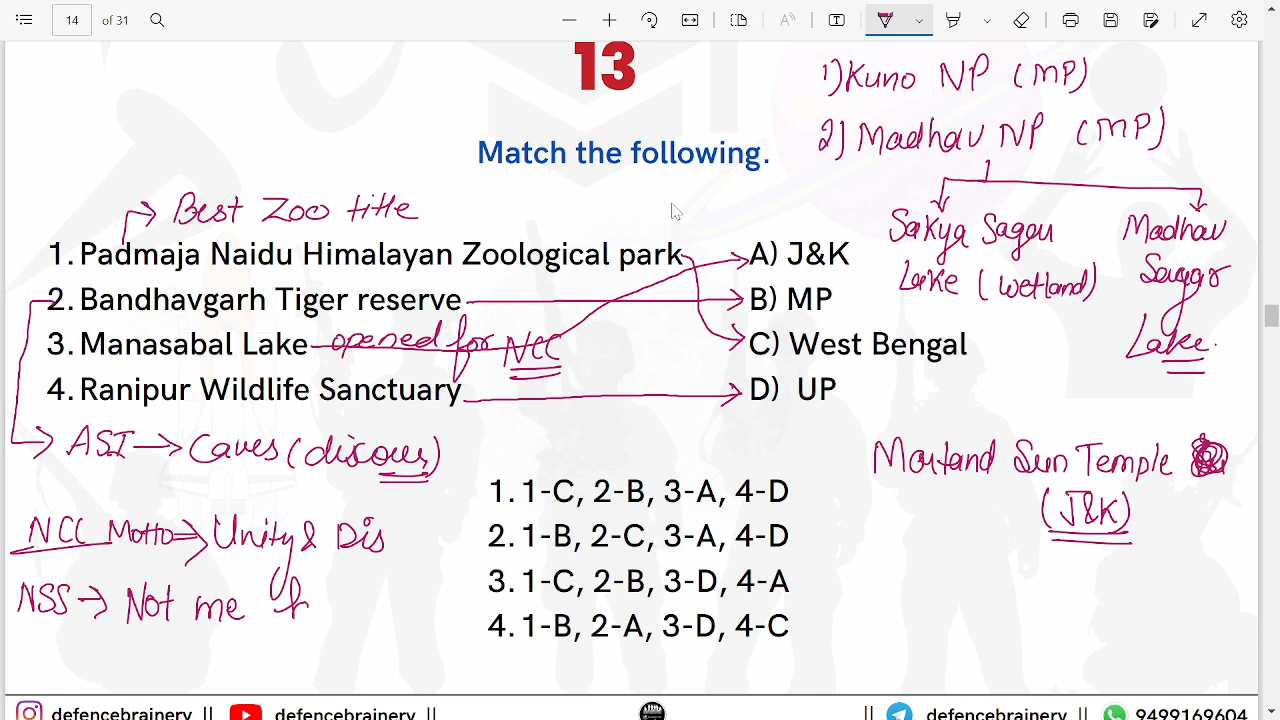 14 of 31
13
1)Kuno NP (MP)
2) Madhav NP (MP)
Match the following.
Sakya Sagar Lake (wetland)
Madhav Saugor Lake.
Best Zoo title
1. Padmaja Naidu Himalayan Zoological park
A) J&K
2. Bandhavgarh Tiger reserve
B) MP
3. Manasabal Lake opened for NCC
C) West Bengal
4. Ranipur Wildlife Sanctuary
D) UP
ASI → Caves (discover)
Martand Sun Temple
(J&K)
1. 1-C, 2-B, 3-A, 4-D
2. 1-B, 2-C, 3-A, 4-D
3. 1-C, 2-B, 3-D, 4-A
4. 1-B, 2-A, 3-D, 4-C
NCC Motto ⇒ Unity & Dis
NSS → Not me
defencebrainery || defencebrainery || || defencebrainery || 9499169604